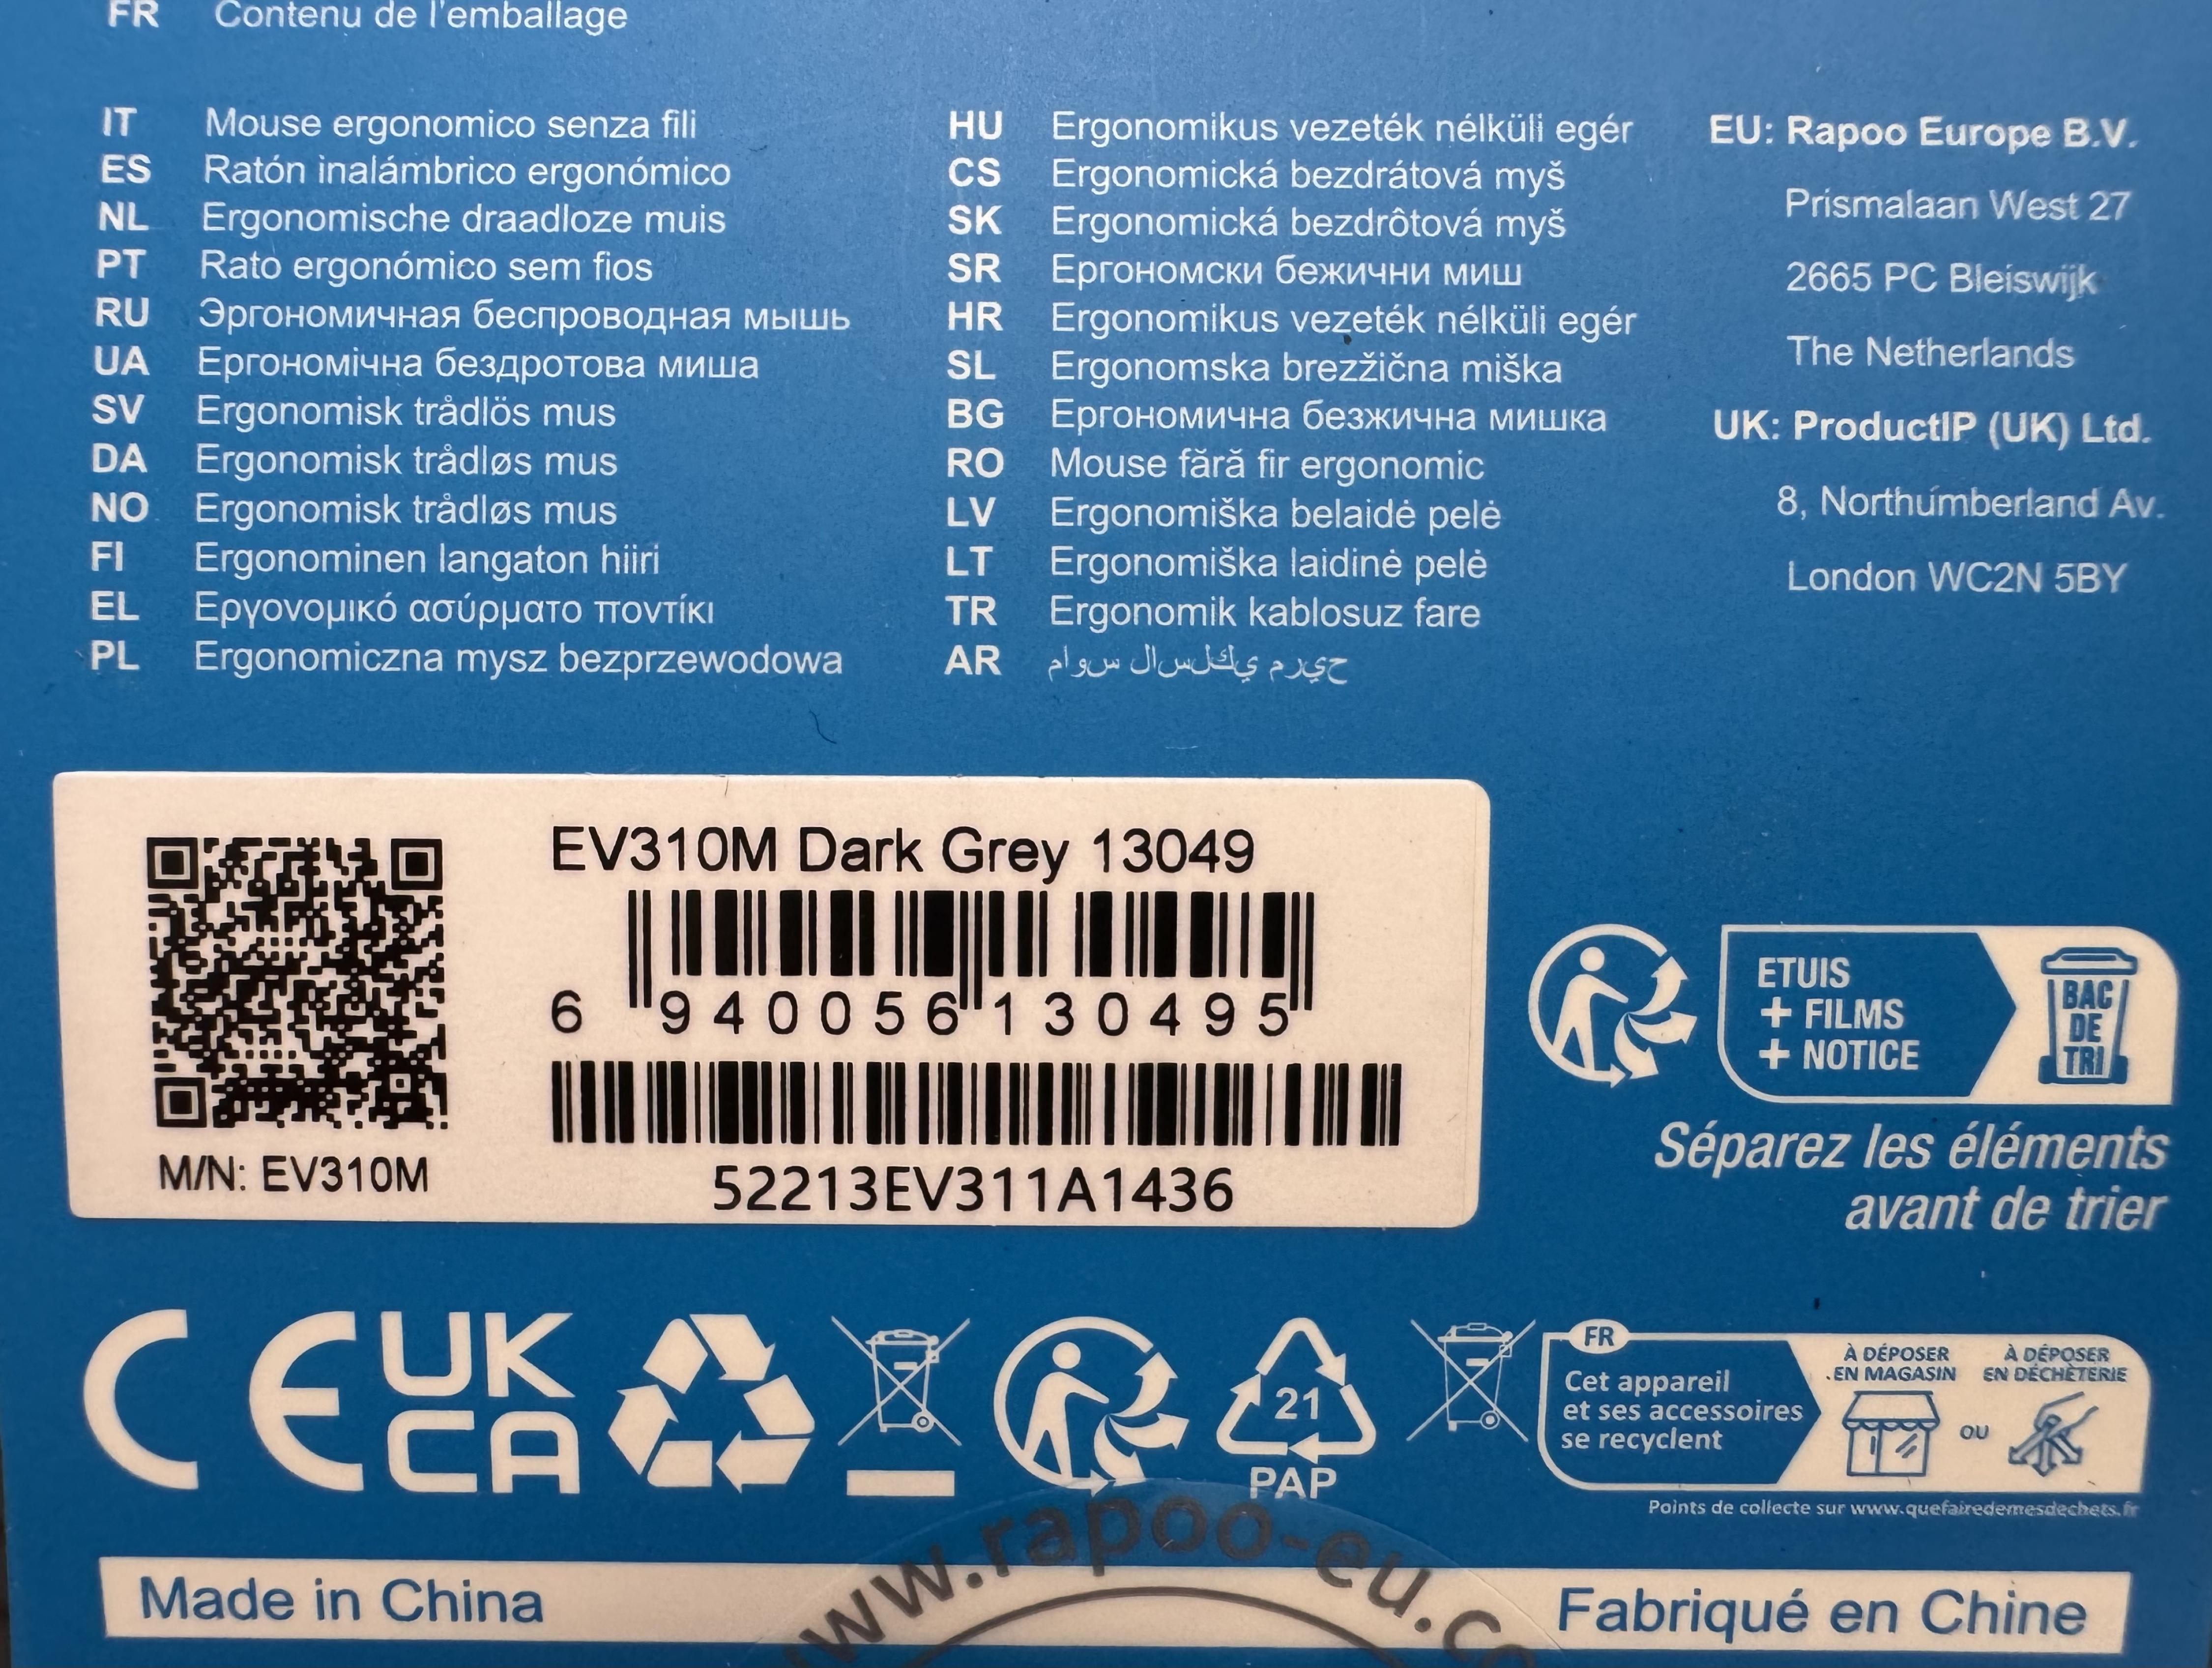 FR Contenu de l'emballage
IT Mouse ergonomico senza fili
ES Ratón inalámbrico ergonómico
NL Ergonomische draadloze muis
PT Rato ergonómico sem fios
RU Эргономичная беспроводная мышь
UA Ергономічна бездротова миша
SV Ergonomisk trådlös mus
DA Ergonomisk trådløs mus
NO Ergonomisk trådløs mus
FI Ergonominen langaton hiiri
EL Εργονομικό ασύρματο ποντίκι
PL Ergonomiczna mysz bezprzewodowa
HU Ergonomikus vezeték nélküli egér
CS Ergonomická bezdrátová myš
SK Ergonomická bezdrôtová myš
SR Ергономски бежични миш
HR Ergonomikus vezeték nélküli egér
SL Ergonomska brezžična miška
BG Ергономична безжична мишка
RO Mouse fără fir ergonomic
LV Ergonomiška belaidė pelė
LT Ergonomiška laidinė pelė
TR Ergonomik kablosuz fare
AR ماوس لاسلكي مريح
EU: Rapoo Europe B.V.
Prismalaan West 27
2665 PC Bleiswijk
The Netherlands
UK: ProductIP (UK) Ltd.
8, Northumberland Av.
London WC2N 5BY
EV310M Dark Grey 13049
6 940056 130495
52213EV311A1436
M/N: EV310M
ETUIS
+ FILMS
+ NOTICE
BAC
DE
TRI
Séparez les éléments
avant de trier
CE
UK
CA
21
PAP
FR
Cet appareil
et ses accessoires
se recyclent
À DÉPOSER
EN MAGASIN
OU
À DÉPOSER
EN DÉCHÈTERIE
Points de collecte sur www.quefairedemesdechets.fr
www.rapoo-eu.co
Made in China
Fabriqué en Chine